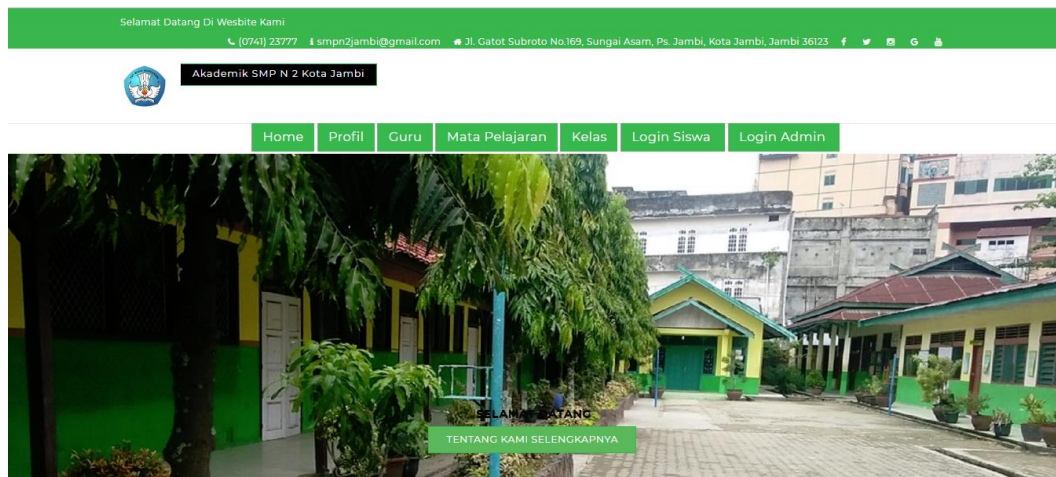 Selamat Datang Di Wesbite Kami
(0741) 23777 smpn2jambi@gmail.com Jl. Gatot Subroto No.169, Sungai Asam, Ps. Jambi, Kota Jambi, Jambi 36123
Akademik SMP N 2 Kota Jambi
Home Profil Guru Mata Pelajaran Kelas Login Siswa Login Admin
SELAMAT DATANG
TENTANG KAMI SELENGKAPNYA